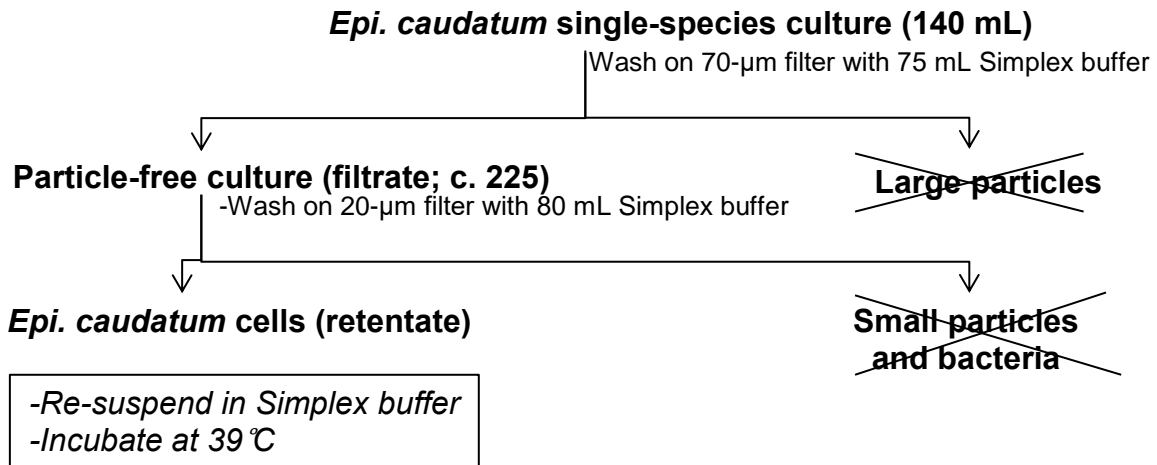 Epi. caudatum single-species culture (140 mL)
Wash on 70-µm filter with 75 mL Simplex buffer
Particle-free culture (filtrate; c. 225)
Large particles
-Wash on 20-µm filter with 80 mL Simplex buffer
Epi. caudatum cells (retentate)
Small particles
and bacteria
-Re-suspend in Simplex buffer
-Incubate at 39°C